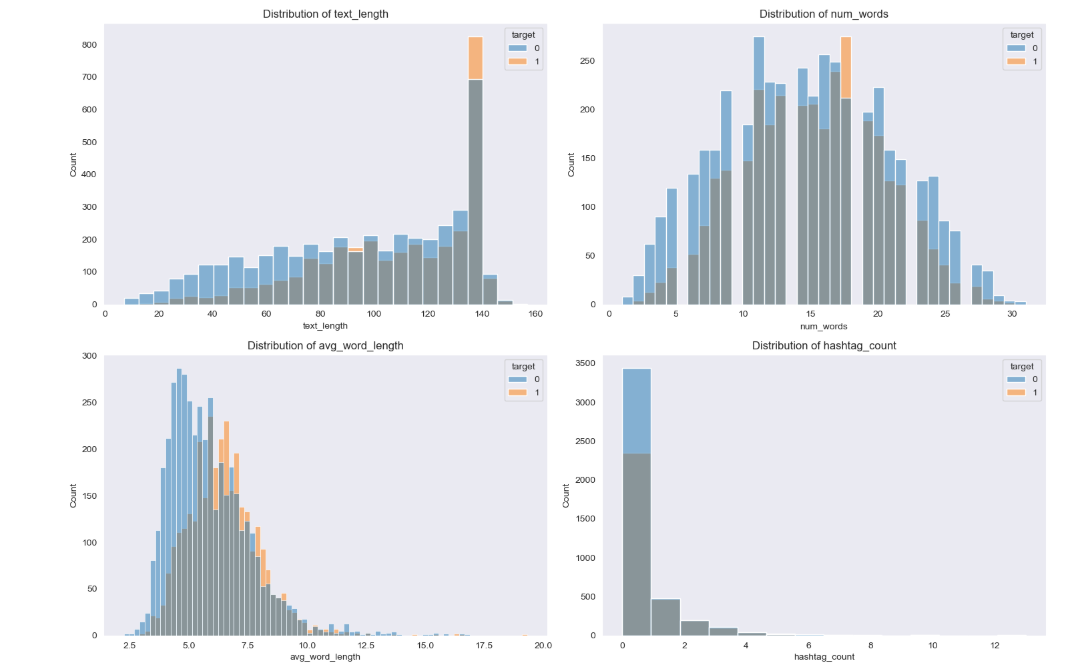 Distribution of text_length
target
0
1
800
700
600
500
400
300
200
100
0
Count
0 20 40 60 80 100 120 140 160
text_length
Distribution of num_words
target
0
1
250
200
150
100
50
0
Count
0 5 10 15 20 25 30
num_words
Distribution of avg_word_length
target
0
1
300
250
200
150
100
50
0
Count
2.5 5.0 7.5 10.0 12.5 15.0 17.5 20.0
avg_word_length
Distribution of hashtag_count
target
0
1
3500
3000
2500
2000
1500
1000
500
0
Count
0 2 4 6 8 10 12
hashtag_count